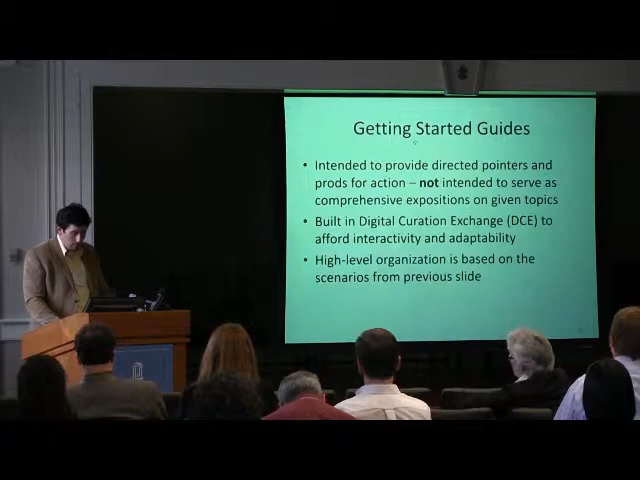 Getting Started Guides
• Intended to provide directed pointers and
prods for action – not intended to serve as
comprehensive expositions on given topics
• Built in Digital Curation Exchange (DCE) to
afford interactivity and adaptability
• High-level organization is based on the
scenarios from previous slide